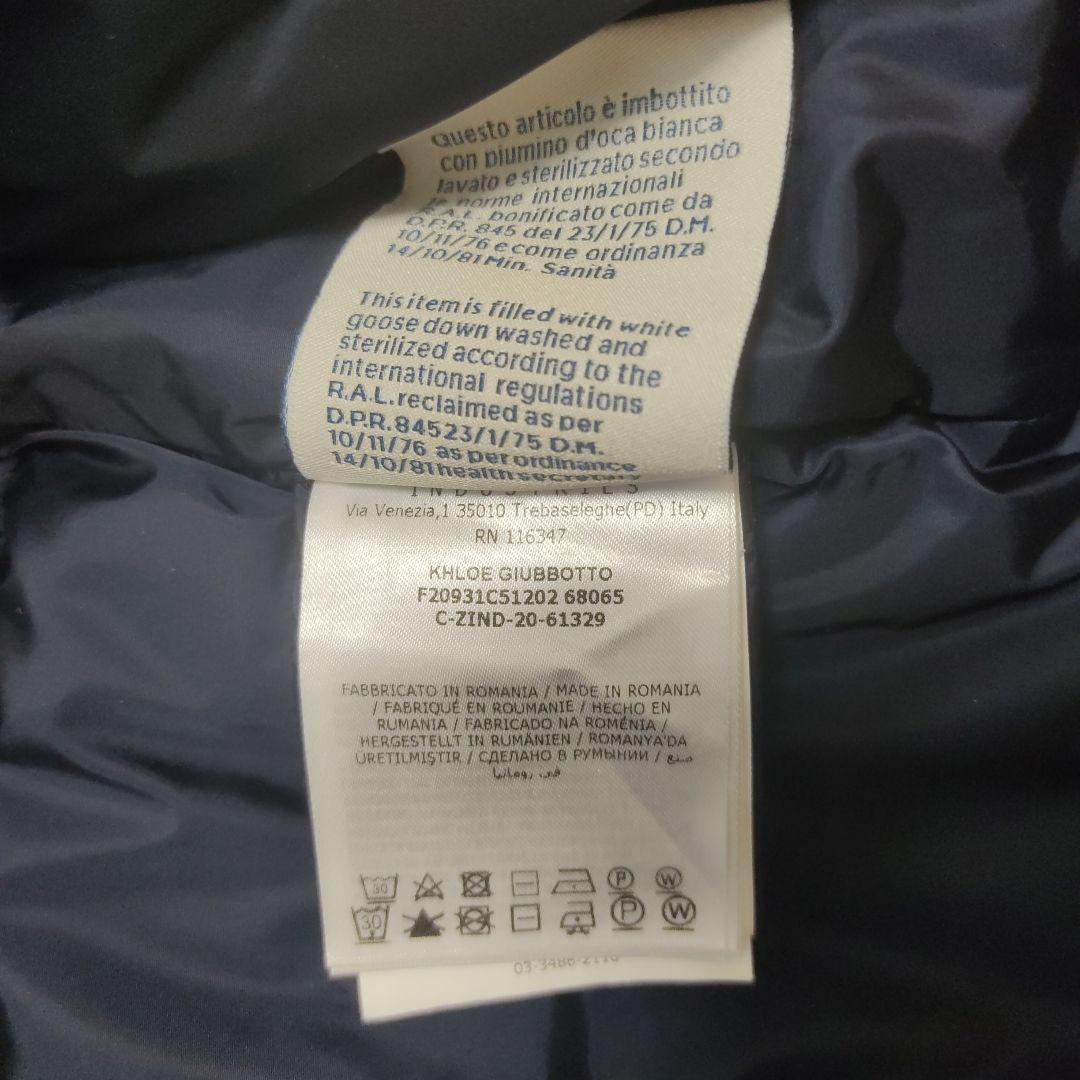 Questo articolo è imbottito
con piumino d'oca bianca
lavato e sterilizzato secondo
le norme internazionali
R.A.L. bonificato come da
D.P.R. 845 del 23/1/75 D.M.
10/11/76 e come ordinanza
14/10/81 Min. Sanità
This item is filled with white
goose down washed and
sterilized according to the
international regulations
R.A.L. reclaimed as per
D.P.R. 84523/1/75 D.M.
10/11/76 as per ordinance
14/10/81 health secretary
INDUSTRIES
Via Venezia,1 35010 Trebaseleghe(PD) Italy
RN 116347
KHLOE GIUBBOTTO
F20931C51202 68065
C-ZIND-20-61329
FABBRICATO IN ROMANIA / MADE IN ROMANIA
/ FABRIQUÉ EN ROUMANIE / HECHO EN
RUMANIA / FABRICADO NA ROMÉNIA /
HERGESTELLT IN RUMÄNIEN / ROMANYA'DA
ÜRETILMIŞTIR / СДЕЛАНО В РУМЫНИИ / صنع
في رومانيا
30 P W
30 P W
03-3486-2110